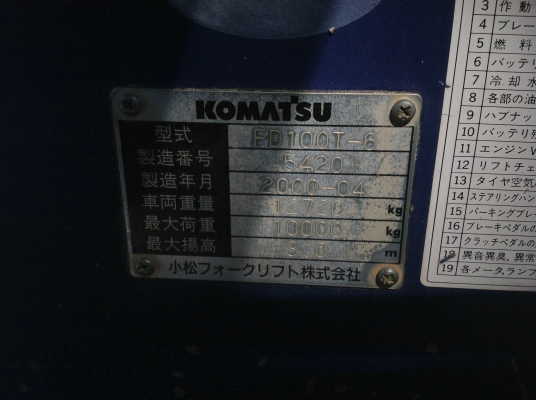 KOMATSU
型式 FD100T-6
製造番号 5420
製造年月 2000-04
車両重量 kg
最大荷重 10000 kg
最大揚高 3.0 m
小松フォークリフト株式会社
3 作動
4 ブレー
5 燃料
6 バッテリ
7 冷却水
8 各部の油
9 ハブナッ
10 バッテリ
11 エンジンV
12 リフトチェ
13 タイヤ空気
14 ステアリングハン
15 パーキングブレ
16 ブレーキペダルの
17 クラッチペダルの
18 異音異臭,異常
19 各メータ,ランプ